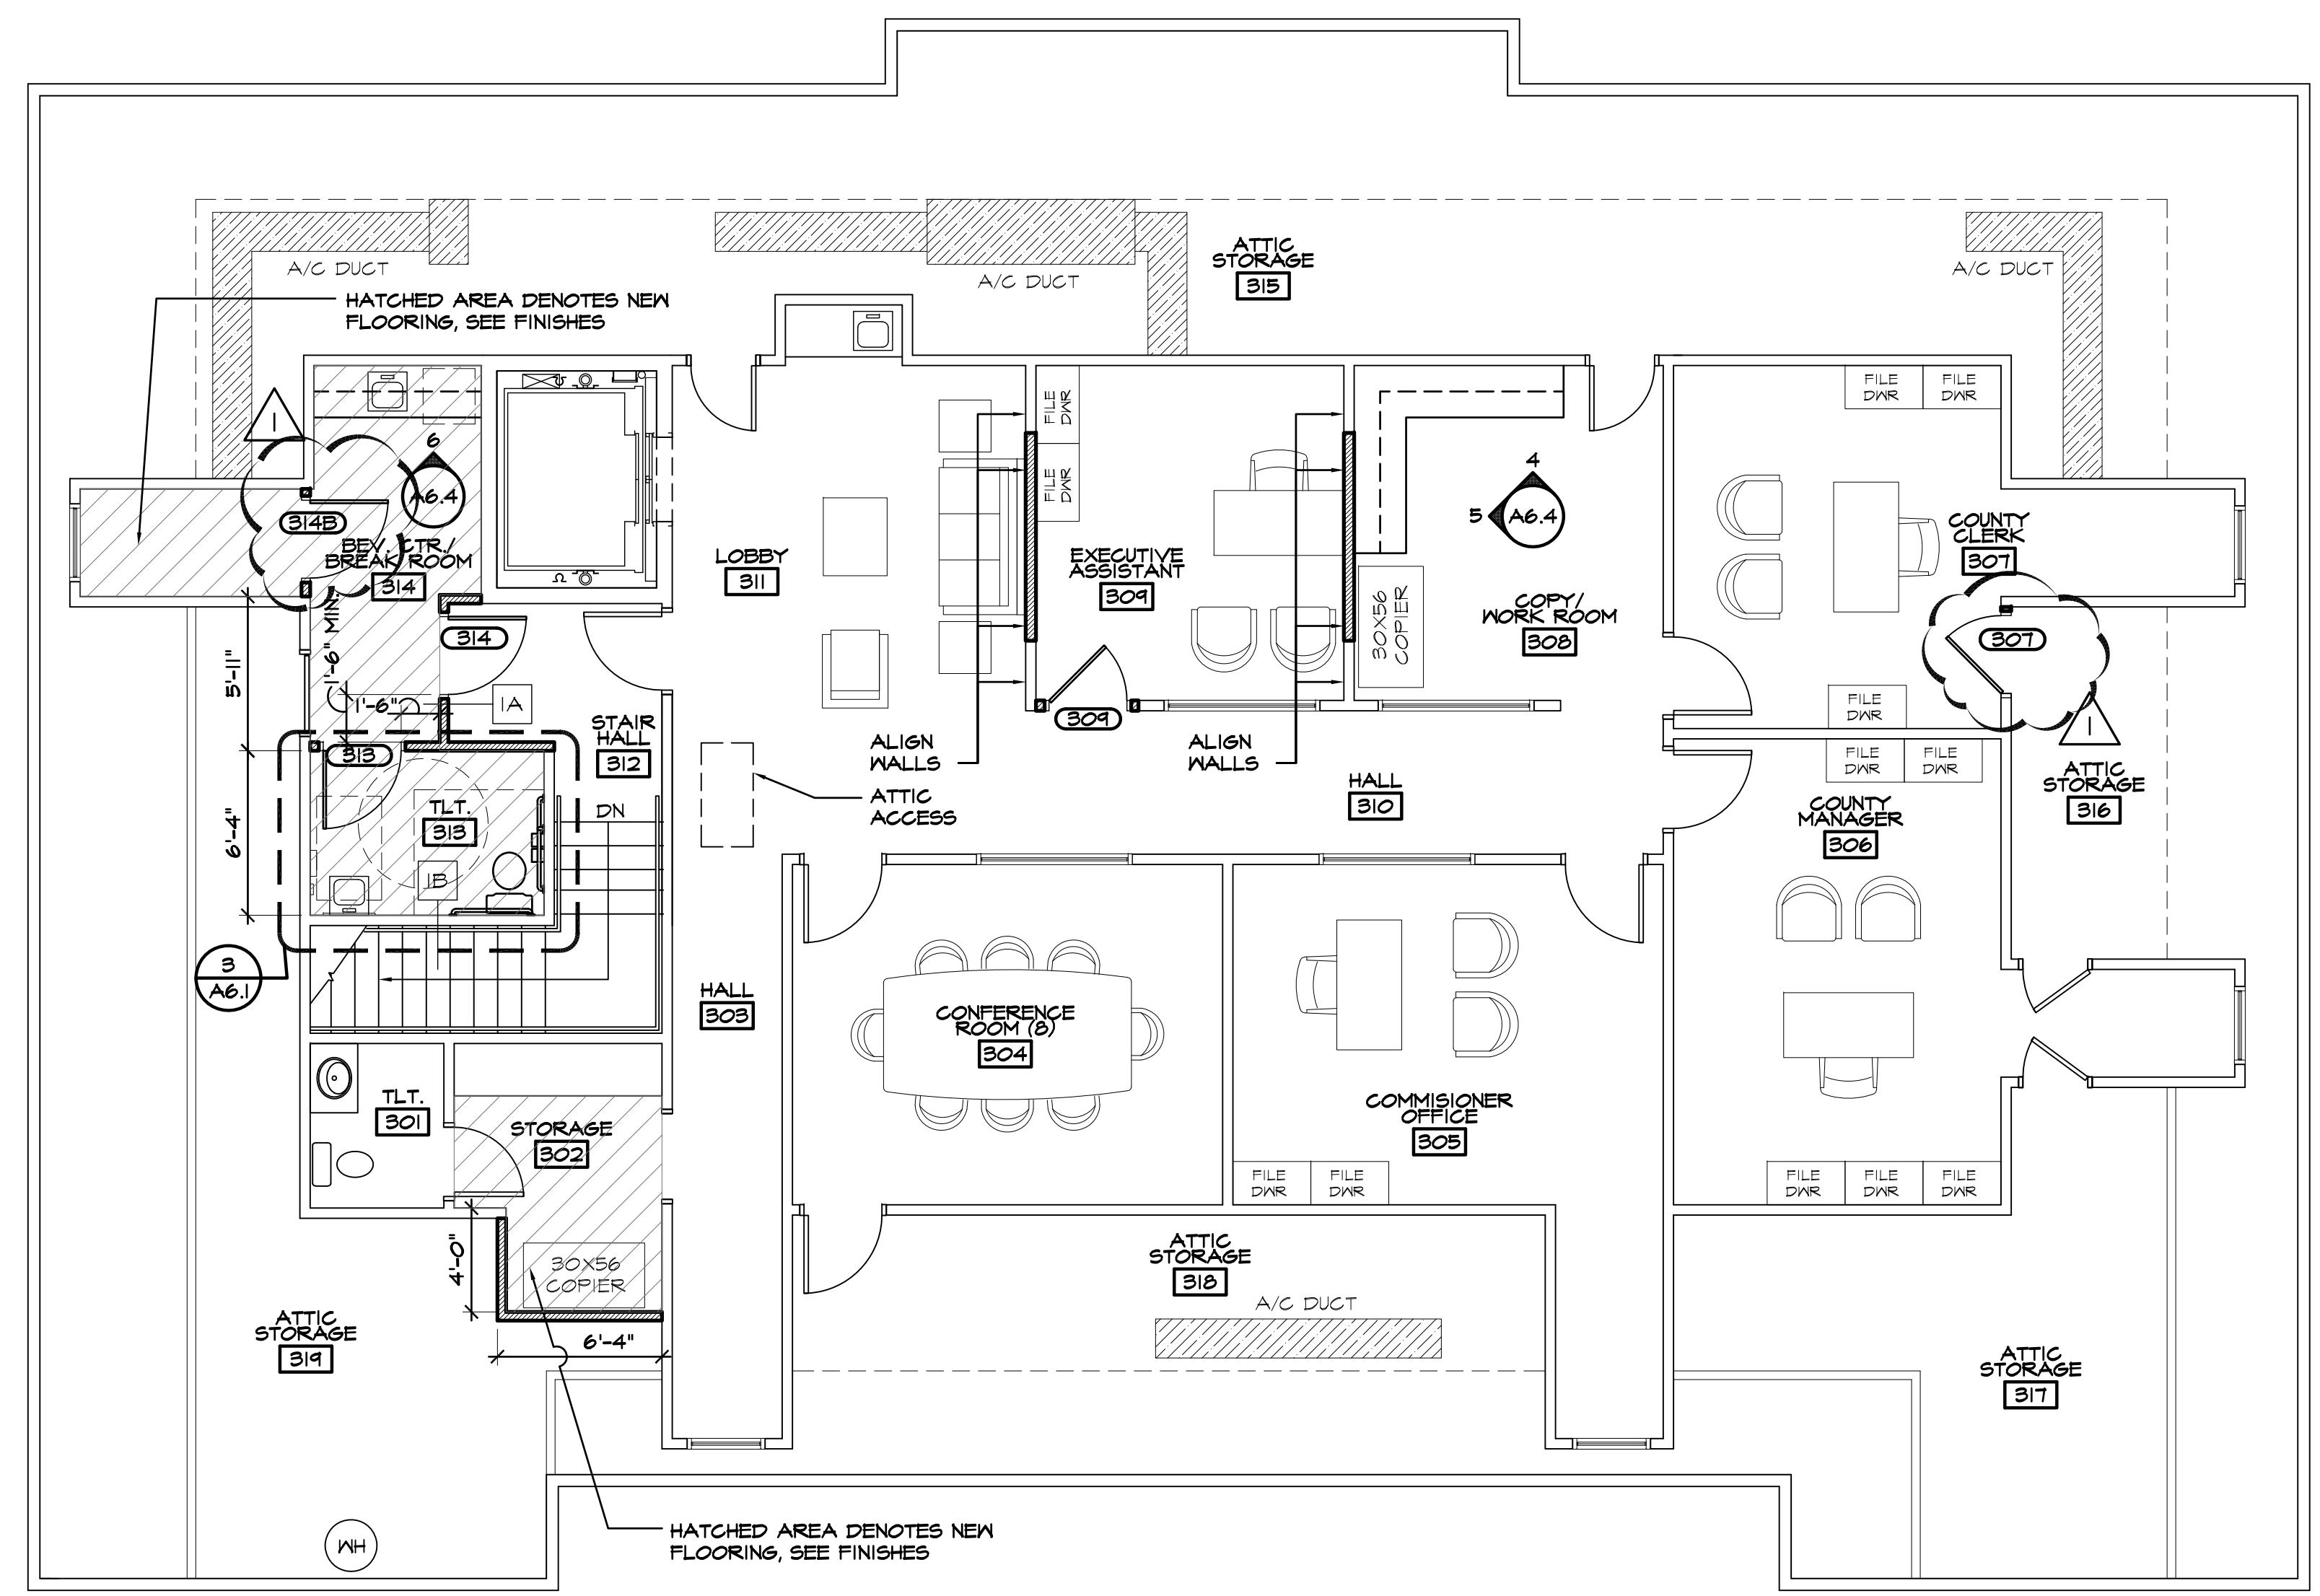 ATTIC
STORAGE
315
A/C DUCT
A/C DUCT
A/C DUCT
HATCHED AREA DENOTES NEW
FLOORING, SEE FINISHES
1
6
A6.4
314B
BEV. CTR./
BREAK ROOM
314
314
1'-6" MIN.
5'-11"
1'-6"
1A
313
STAIR
HALL
312
TLT.
313
1B
6'-4"
DN
3
A6.1
LOBBY
311
FILE
DWR
FILE
DWR
EXECUTIVE
ASSISTANT
309
309
ALIGN
WALLS
ALIGN
WALLS
ATTIC
ACCESS
4
5
A6.4
30X56
COPIER
COPY/
WORK ROOM
308
HALL
310
FILE
DWR
FILE
DWR
COUNTY
CLERK
307
307
1
FILE
DWR
FILE
DWR
FILE
DWR
ATTIC
STORAGE
316
COUNTY
MANAGER
306
HALL
303
CONFERENCE
ROOM (8)
304
COMMISIONER
OFFICE
305
FILE
DWR
FILE
DWR
FILE
DWR
FILE
DWR
FILE
DWR
TLT.
301
STORAGE
302
4'-0"
30X56
COPIER
6'-4"
ATTIC
STORAGE
318
A/C DUCT
ATTIC
STORAGE
319
ATTIC
STORAGE
317
WH
HATCHED AREA DENOTES NEW
FLOORING, SEE FINISHES